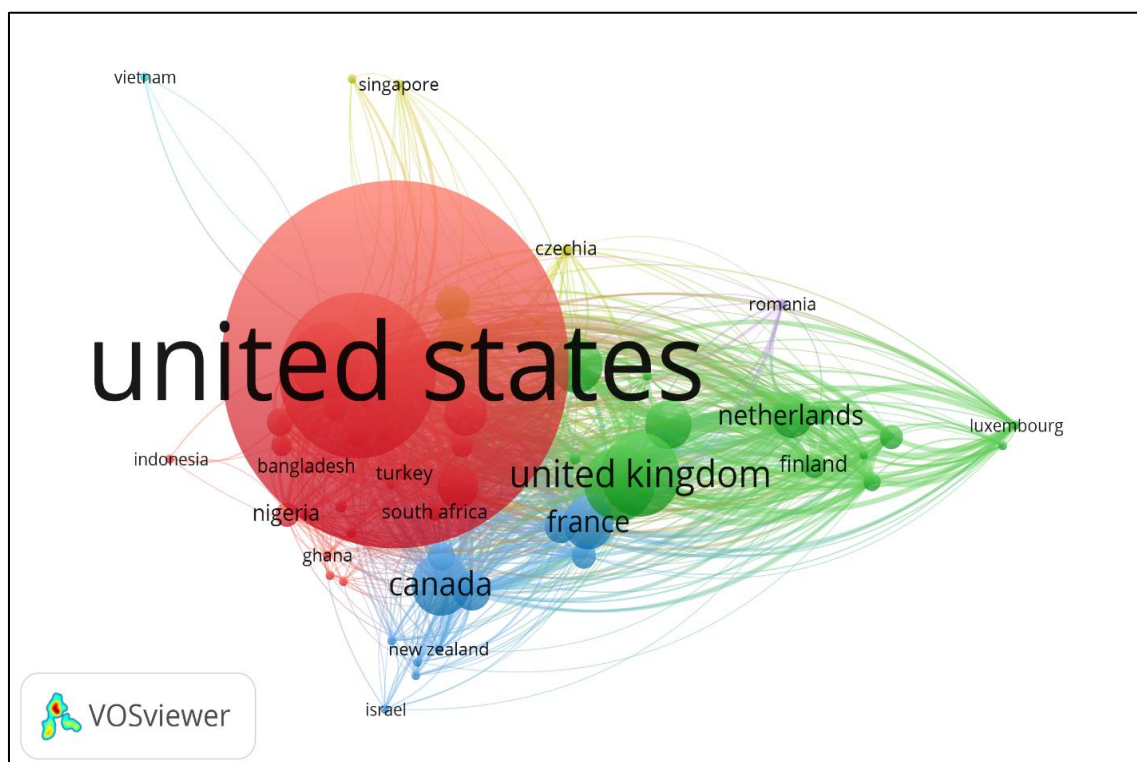 vietnam
singapore
czechia
romania
united states
netherlands
luxembourg
indonesia
bangladesh
turkey
united kingdom
finland
nigeria
south africa
france
ghana
canada
new zealand
israel
VOSviewer